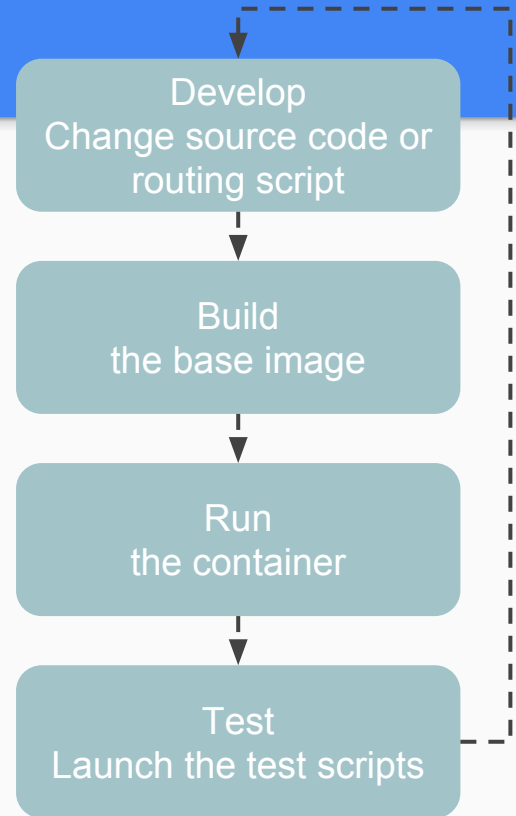 Develop
Change source code or
routing script
Build
the base image
Run
the container
Test
Launch the test scripts